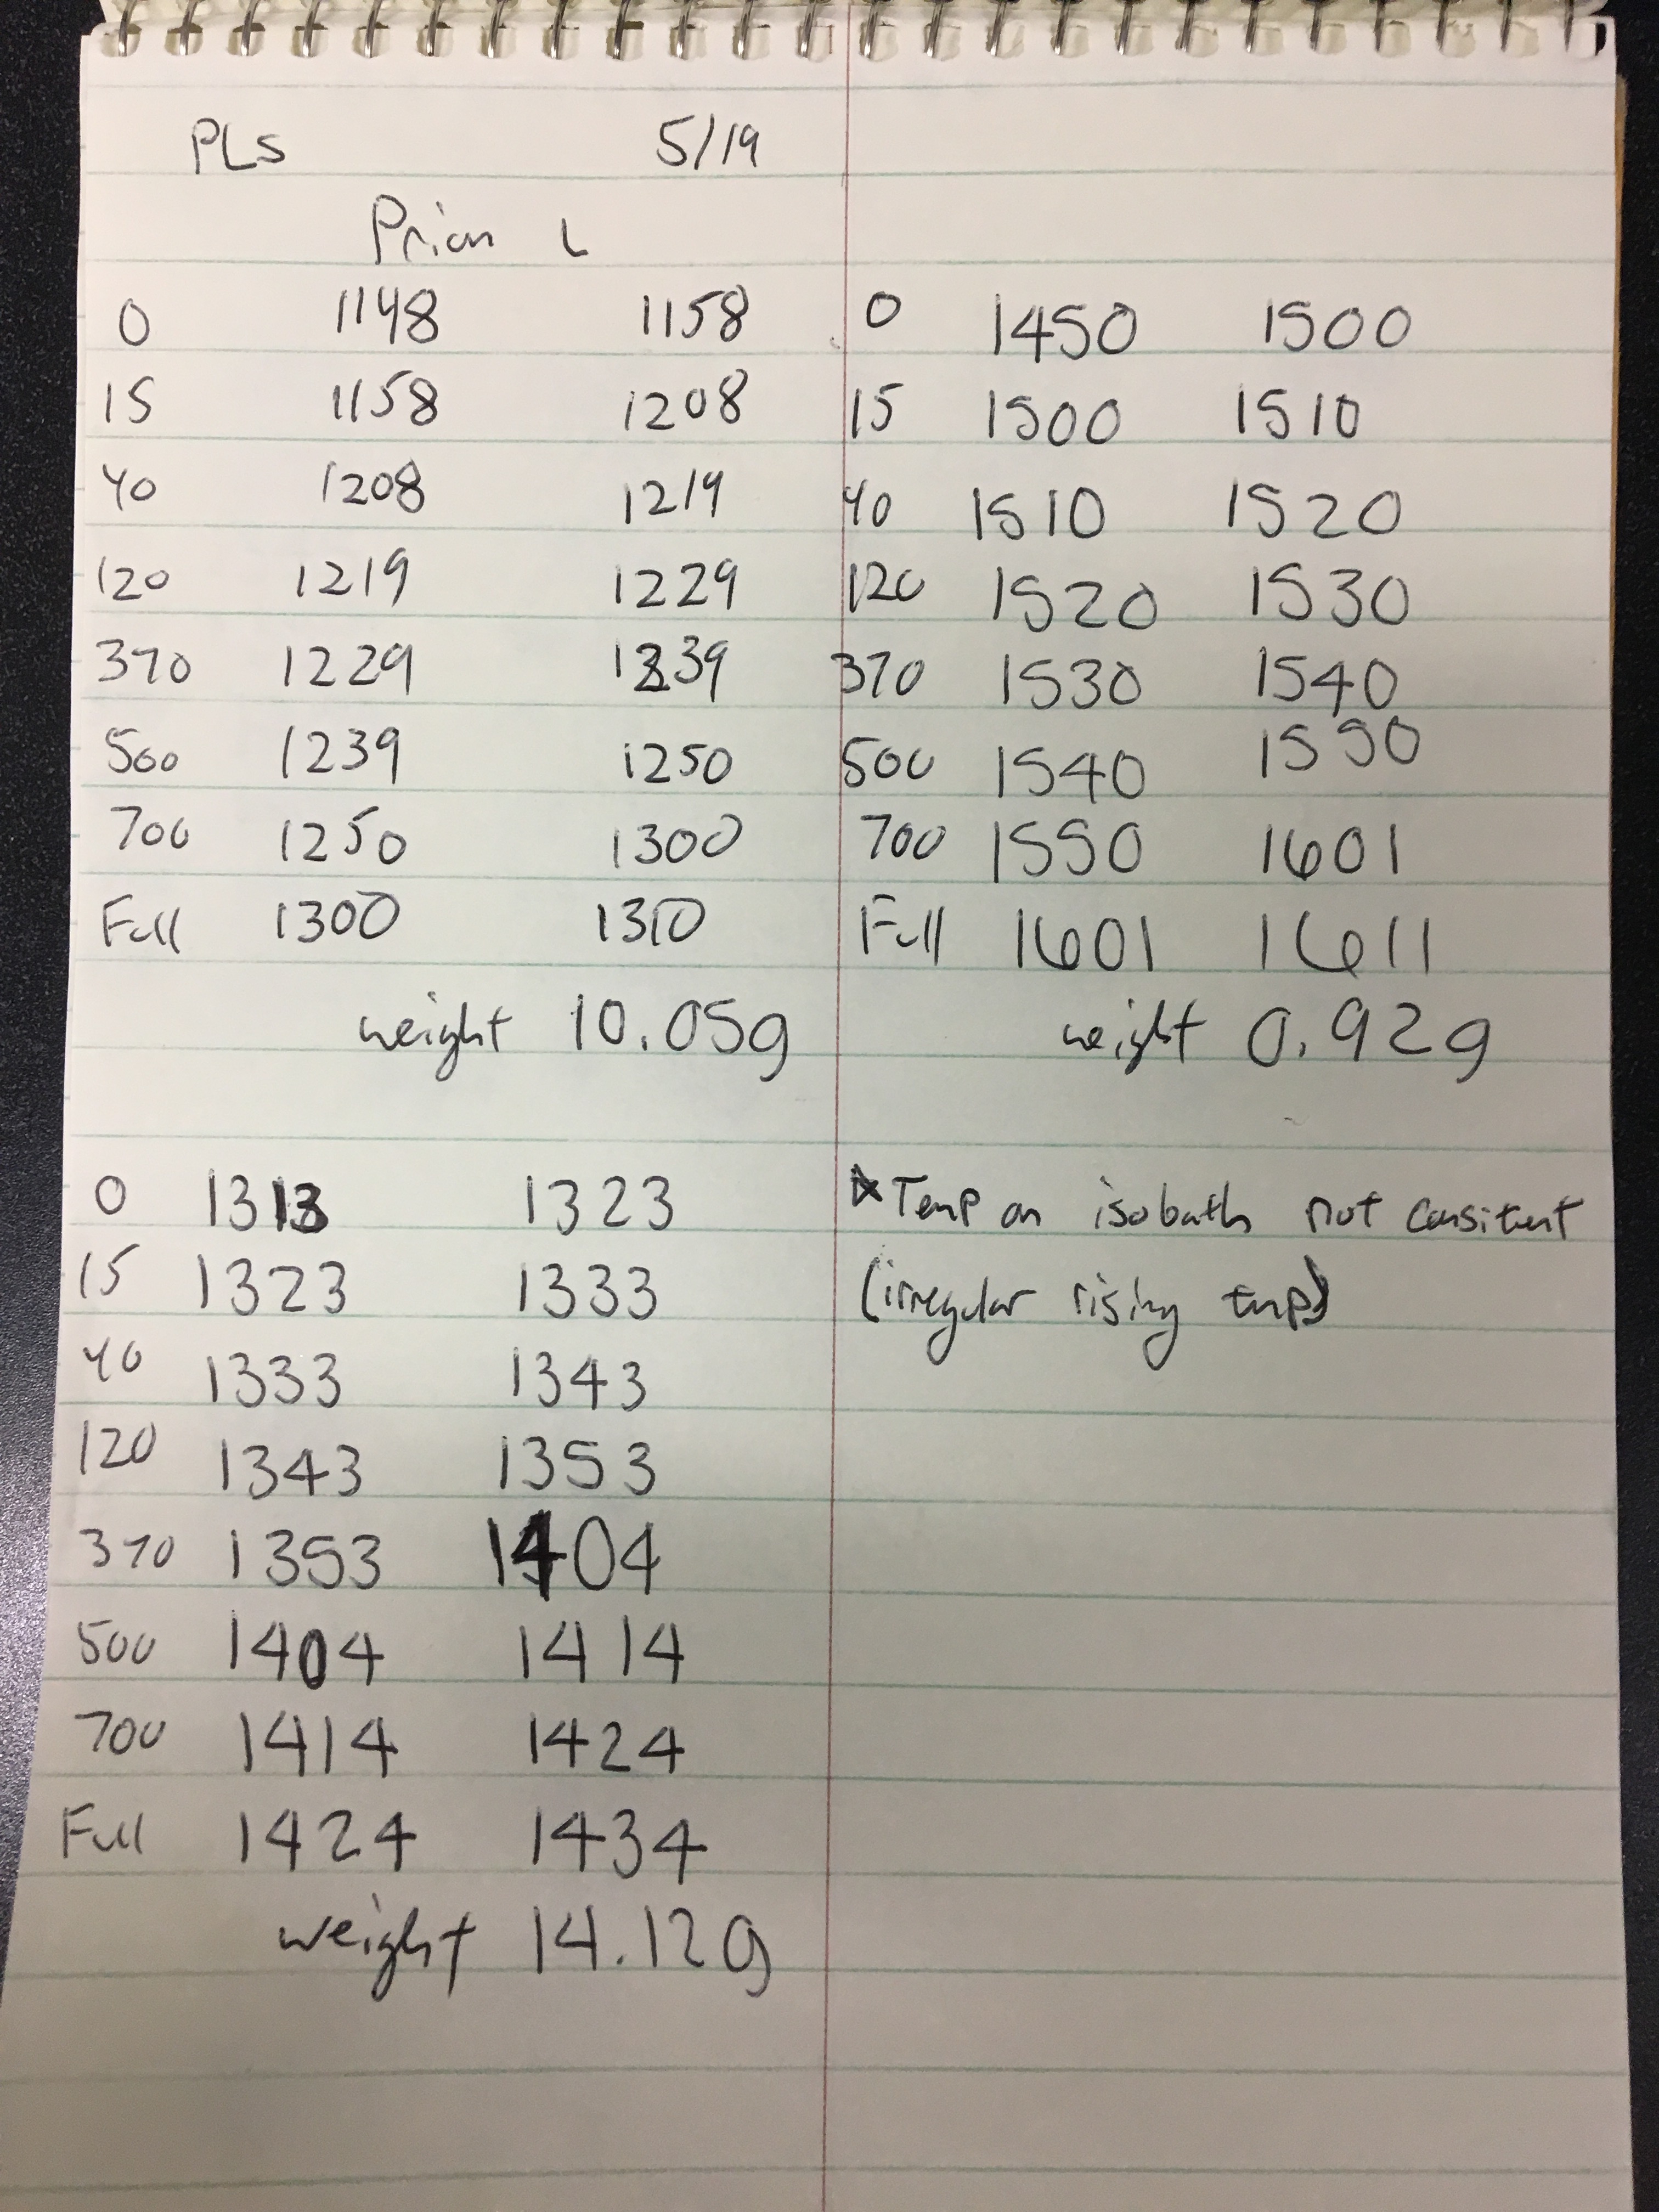 PLs 5/19
Prion L
0 1148 1158
15 1158 1208
40 1208 1219
120 1219 1229
370 1229 1239
500 1239 1250
700 1250 1300
Full 1300 1310
weight 10.05g
0 1313 1323
15 1323 1333
40 1333 1343
120 1343 1353
370 1353 1404
500 1404 1414
700 1414 1424
Full 1424 1434
weight 14.12g
0 1450 1500
15 1500 1510
40 1510 1520
120 1520 1530
370 1530 1540
500 1540 1550
700 1550 1601
Full 1601 1611
weight 0.92g
* Temp on isobath not consitent
(irregular rising temp)